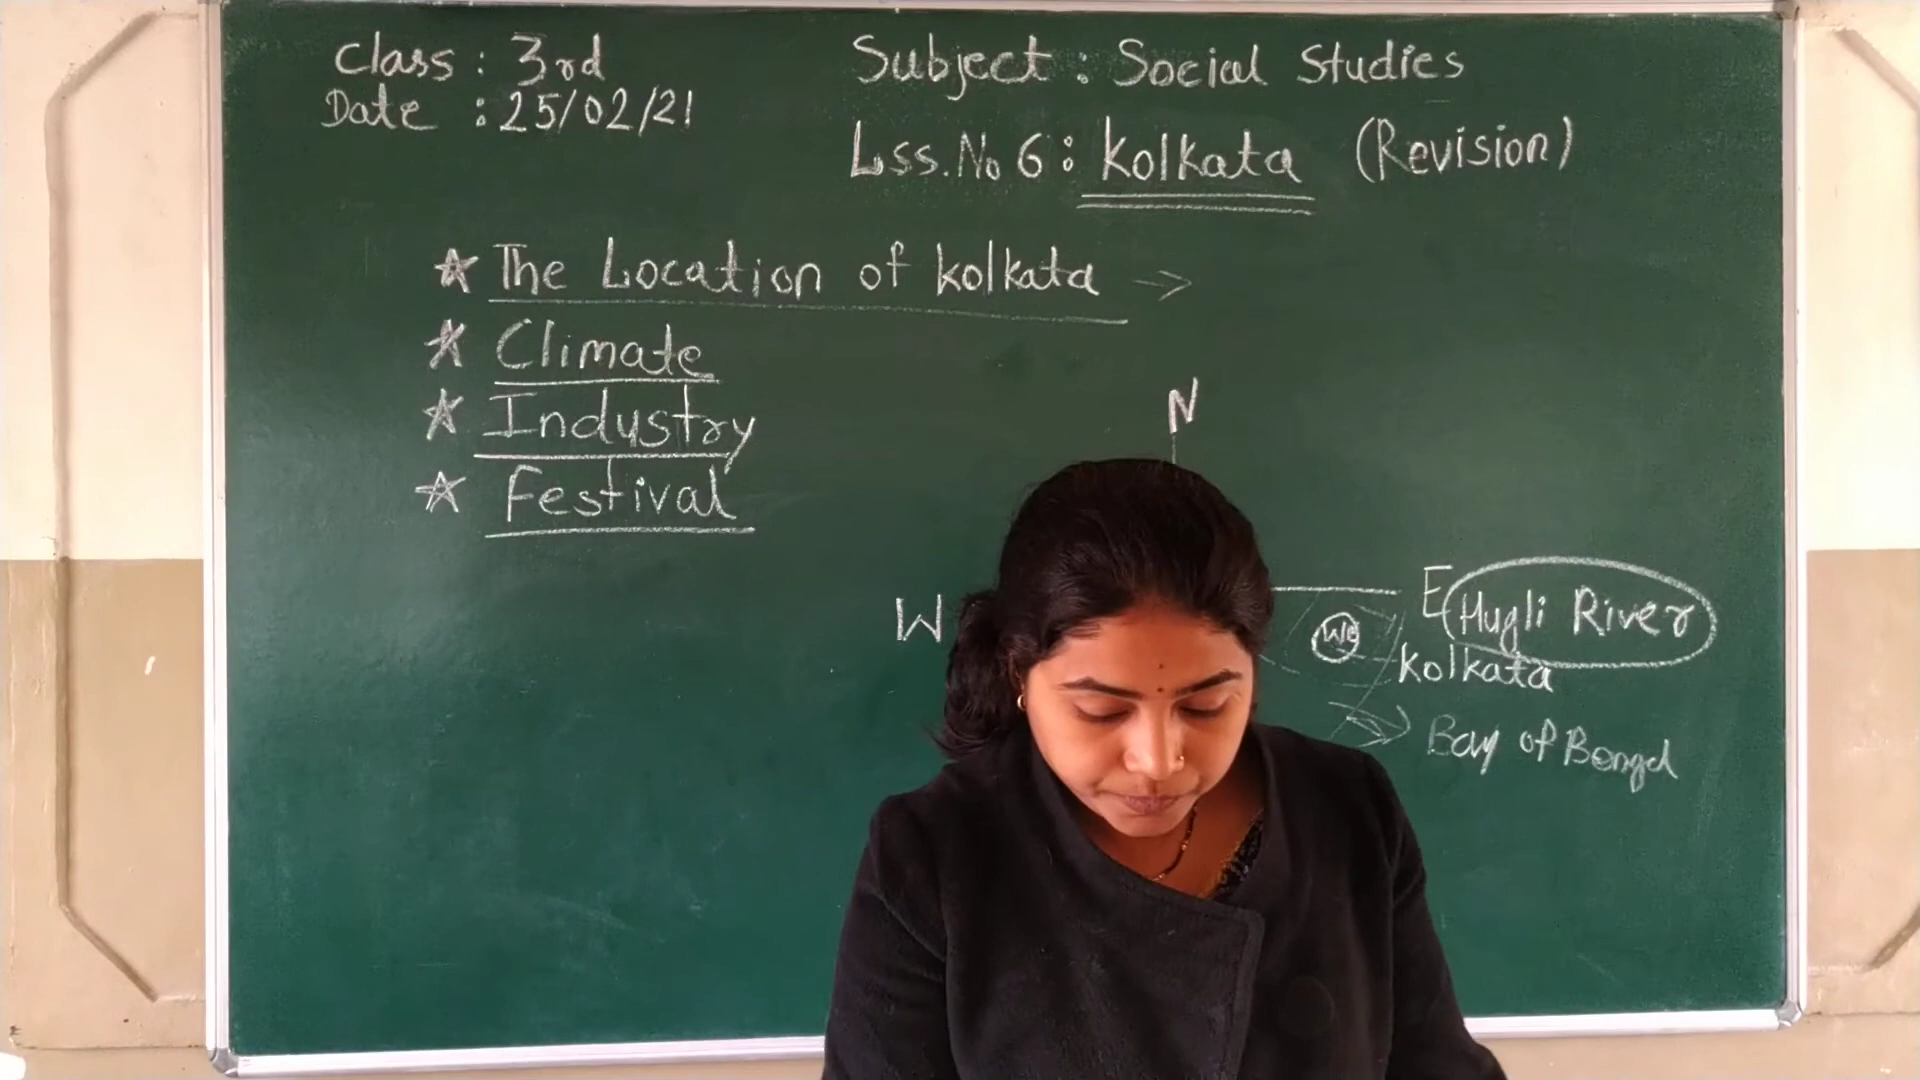 Class : 3rd
Date : 25/02/21
Subject : Social Studies
Lss.No 6 : Kolkata (Revision)
☆ The Location of Kolkata →
☆ Climate
☆ Industry
☆ Festival
N
W
E
Hugli River
Kolkata
Bay of Bengal